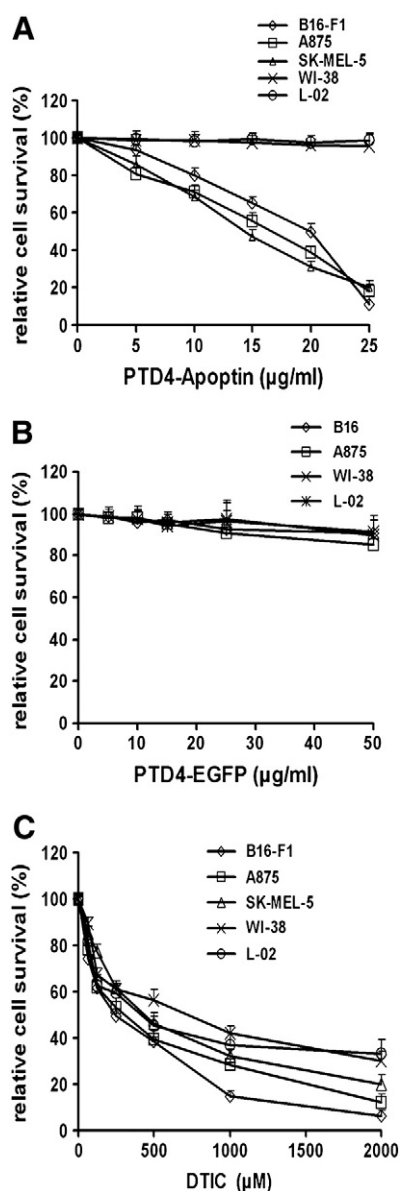 A
B16-F1
A875
SK-MEL-5
WI-38
L-02
relative cell survival (%)
120
100
80
60
40
20
0
0 5 10 15 20 25
PTD4-Apoptin (µg/ml)
B
B16
A875
WI-38
L-02
relative cell survival (%)
120
100
80
60
40
20
0
0 10 20 30 40 50
PTD4-EGFP (µg/ml)
C
B16-F1
A875
SK-MEL-5
WI-38
L-02
relative cell survival (%)
120
100
80
60
40
20
0
0 500 1000 1500 2000
DTIC (µM)